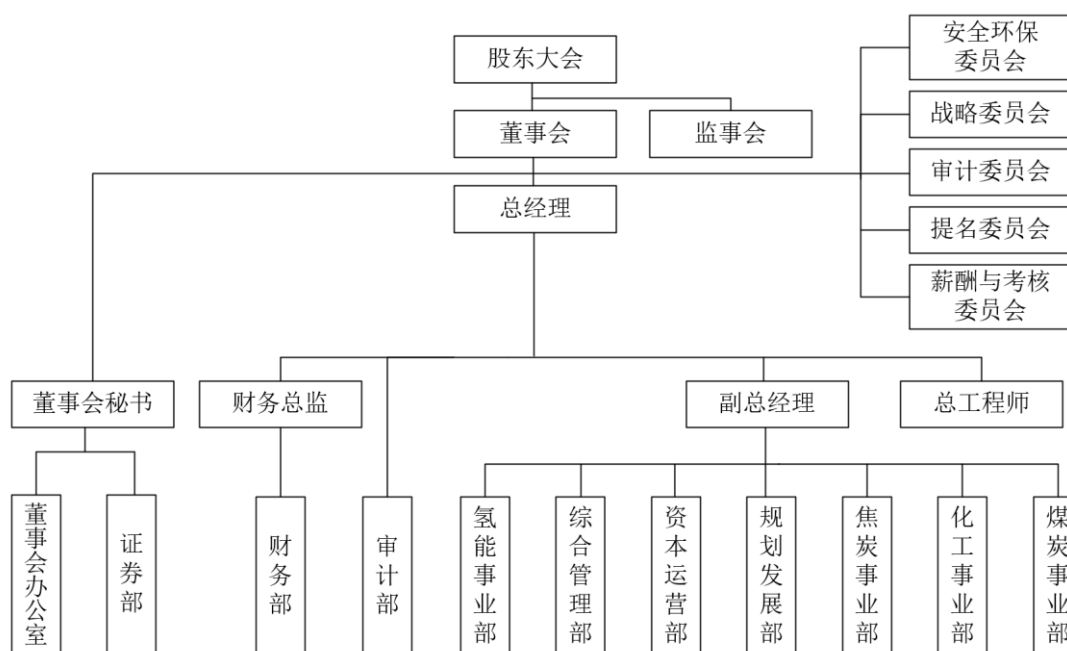 股东大会
董事会
监事会
总经理
安全环保
委员会
战略委员会
审计委员会
提名委员会
薪酬与考核
委员会
董事会秘书
财务总监
副总经理
总工程师
董事会办公室
证券部
财务部
审计部
氢能事业部
综合管理部
资本运营部
规划发展部
焦炭事业部
化工事业部
煤炭事业部